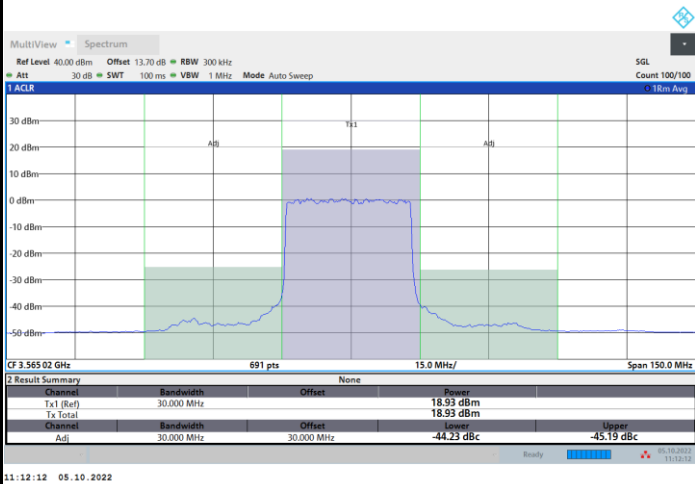 MultiView Spectrum
Ref Level 40.00 dBm Offset 13.70 dB RBW 300 kHz SGL
Att 30 dB SWT 100 ms VBW 1 MHz Mode Auto Sweep Count 100/100
1 ACLR 1Rm Avg
30 dBm
Tx1
20 dBm
Adj Adj
10 dBm
0 dBm
-10 dBm
-20 dBm
-30 dBm
-40 dBm
-50 dBm
CF 3.565 02 GHz 691 pts 15.0 MHz/ Span 150.0 MHz
2 Result Summary None
Channel Bandwidth Offset Power
Tx1 (Ref) 30.000 MHz 18.93 dBm
Tx Total 18.93 dBm
Channel Bandwidth Offset Lower Upper
Adj 30.000 MHz 30.000 MHz -44.23 dBc -45.19 dBc
Ready 05.10.2022
11:12:12
11:12:12 05.10.2022